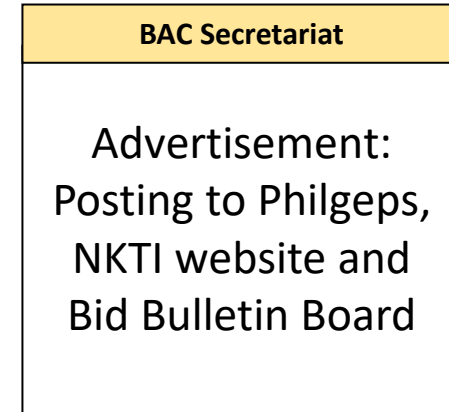 BAC Secretariat
Advertisement:
Posting to Philgeps,
NKTI website and
Bid Bulletin Board